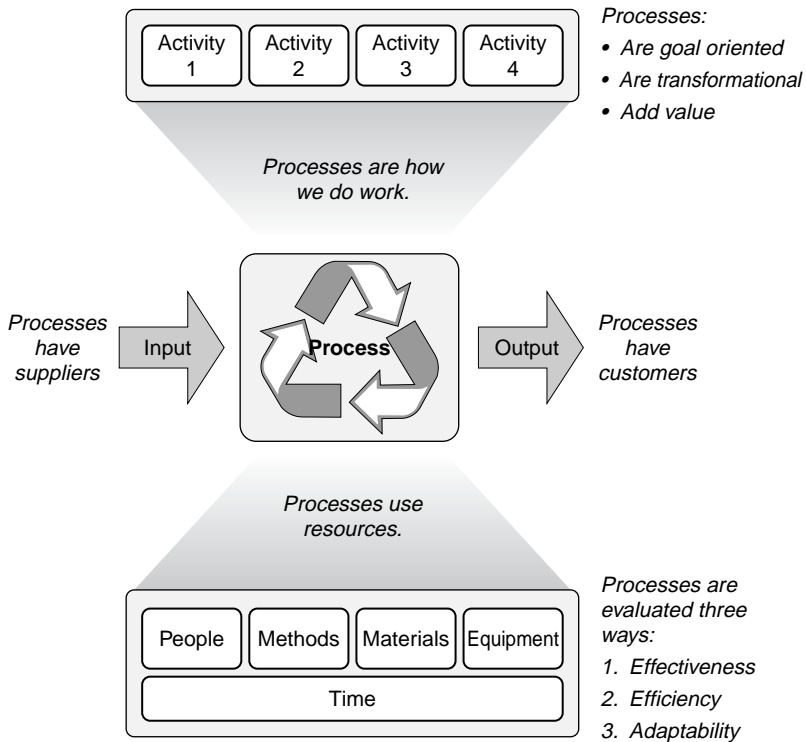 Activity
1
Activity
2
Activity
3
Activity
4
Processes:
• Are goal oriented
• Are transformational
• Add value
Processes are how
we do work.
Processes
have
suppliers
Input
Process
Output
Processes
have
customers
Processes use
resources.
People
Methods
Materials
Equipment
Time
Processes are
evaluated three
ways:
1. Effectiveness
2. Efficiency
3. Adaptability